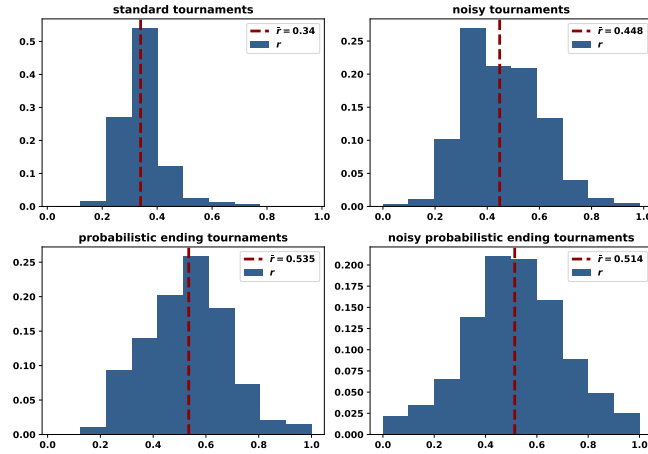 standard tournaments
r̄ = 0.34
r
0.5
0.4
0.3
0.2
0.1
0.0
0.0 0.2 0.4 0.6 0.8 1.0
noisy tournaments
r̄ = 0.448
r
0.25
0.20
0.15
0.10
0.05
0.00
0.0 0.2 0.4 0.6 0.8 1.0
probabilistic ending tournaments
r̄ = 0.535
r
0.25
0.20
0.15
0.10
0.05
0.00
0.0 0.2 0.4 0.6 0.8 1.0
noisy probabilistic ending tournaments
r̄ = 0.514
r
0.200
0.175
0.150
0.125
0.100
0.075
0.050
0.025
0.000
0.0 0.2 0.4 0.6 0.8 1.0